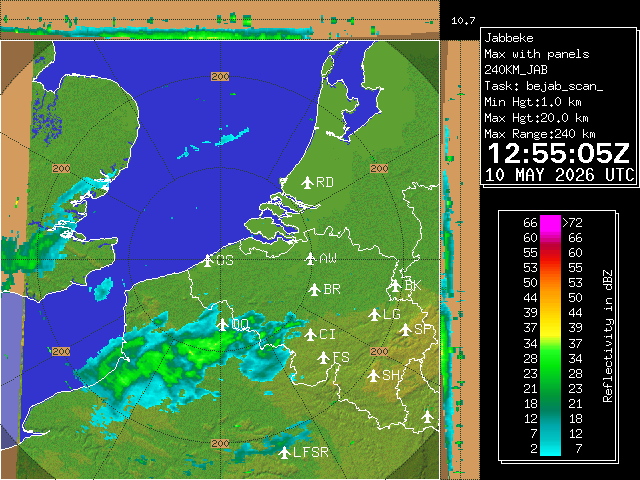 10.7
Jabbeke
Max with panels
240KM_JAB
Task: bejab_scan_
Min Hgt:1.0 km
Max Hgt:20.0 km
Max Range:240 km
12:55:05Z
10 MAY 2026 UTC
200
200
200
RD
OS
AW
BR
BK
LG
QO
CI
SP
200
200
FS
SH
200
LFSR
66 >72
60 66
55 60
53 55
50 53
44 50
39 44
37 39
34 37
28 34
23 28
21 23
18 21
12 18
7 12
2 7
Reflectivity in dBZ